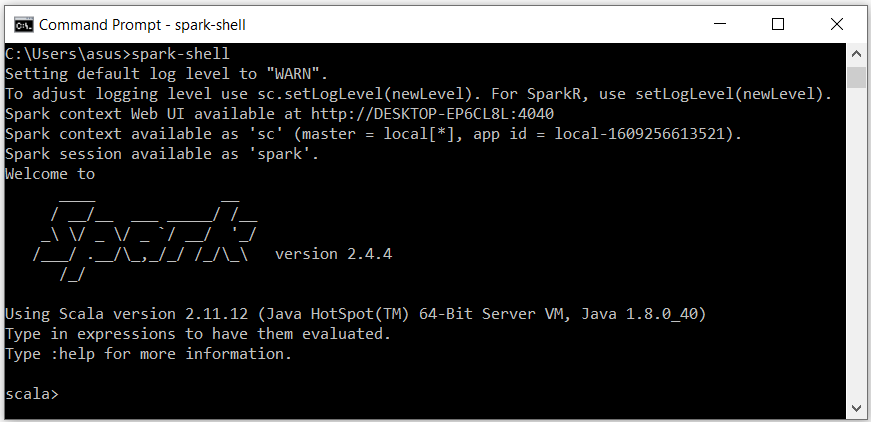 Command Prompt - spark-shell
C:\Users\asus>spark-shell
Setting default log level to "WARN".
To adjust logging level use sc.setLogLevel(newLevel). For SparkR, use setLogLevel(newLevel).
Spark context Web UI available at http://DESKTOP-EP6CL8L:4040
Spark context available as 'sc' (master = local[*], app id = local-1609256613521).
Spark session available as 'spark'.
Welcome to
      ____              __
     / __/__  ___ _____/ /__
    _\ \/ _ \/ _ `/ __/  '_/
   /___/ .__/\_,_/_/ /_/\_\   version 2.4.4
      /_/
Using Scala version 2.11.12 (Java HotSpot(TM) 64-Bit Server VM, Java 1.8.0_40)
Type in expressions to have them evaluated.
Type :help for more information.
scala>